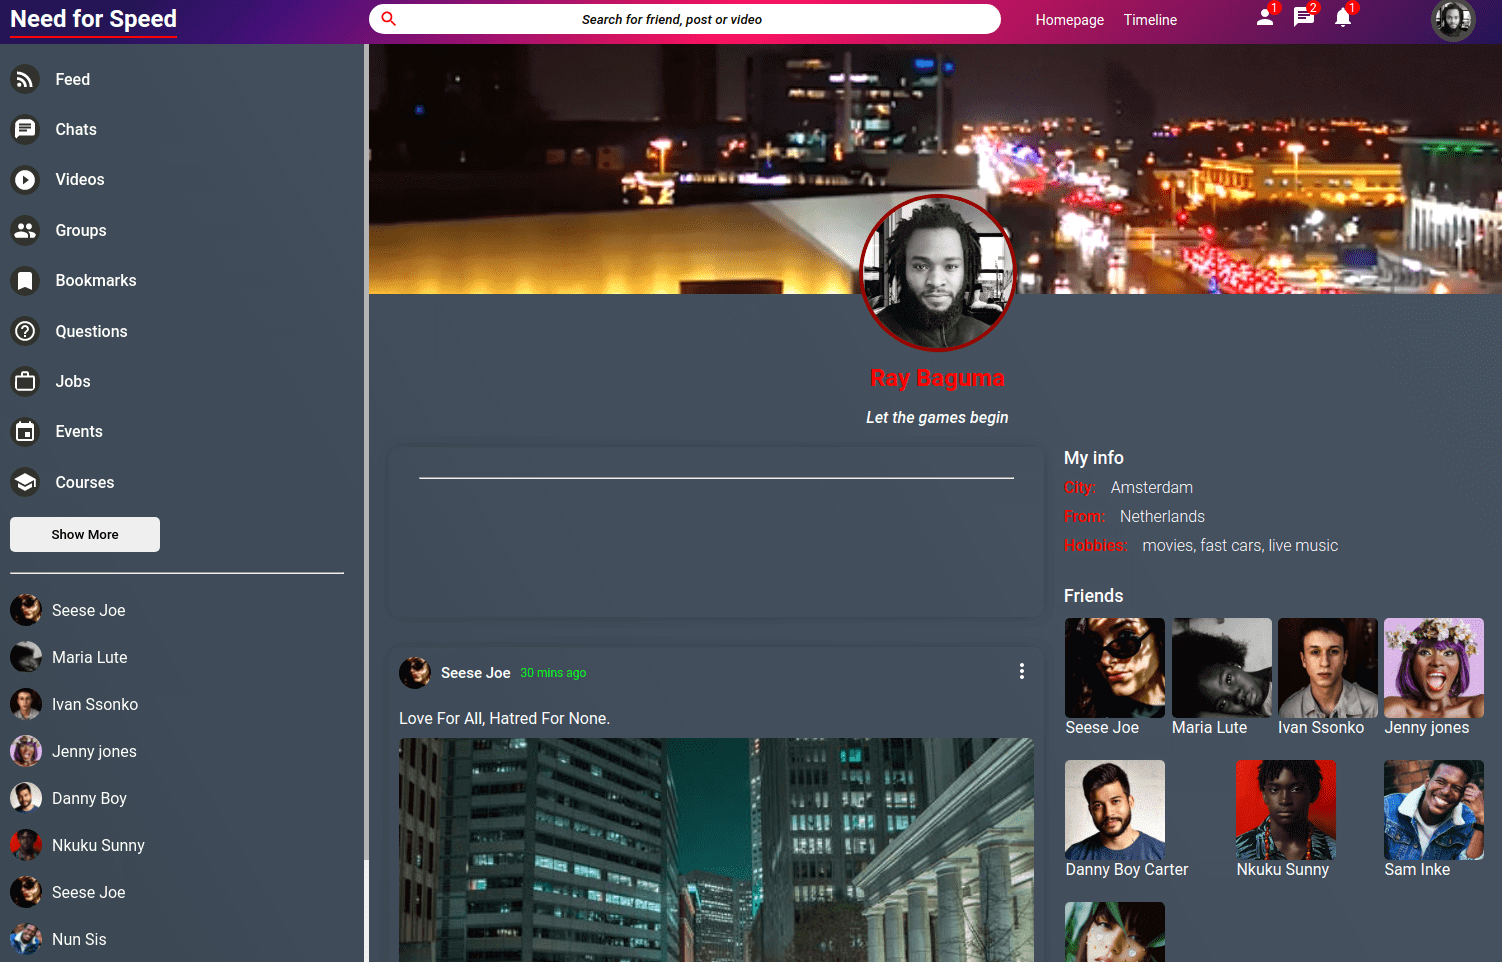 Need for Speed
Search for friend, post or video
Homepage
Timeline
1
2
1
Feed
Chats
Videos
Groups
Bookmarks
Questions
Jobs
Events
Courses
Show More
Seese Joe
Maria Lute
Ivan Ssonko
Jenny jones
Danny Boy
Nkuku Sunny
Seese Joe
Nun Sis
Ray Baguma
Let the games begin
Seese Joe 30 mins ago
Love For All, Hatred For None.
My info
City: Amsterdam
From: Netherlands
Hobbies: movies, fast cars, live music
Friends
Seese Joe
Maria Lute
Ivan Ssonko
Jenny jones
Danny Boy Carter
Nkuku Sunny
Sam Inke